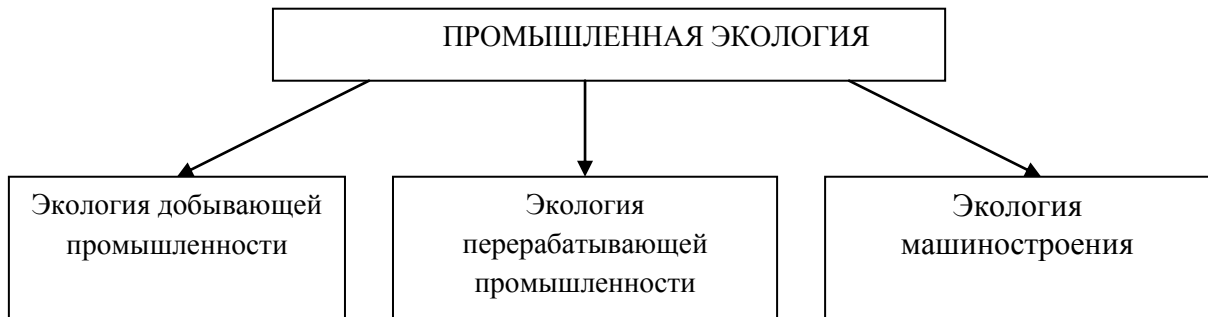 ПРОМЫШЛЕННАЯ ЭКОЛОГИЯ
Экология добывающей
промышленности
Экология
перерабатывающей
промышленности
Экология
машиностроения